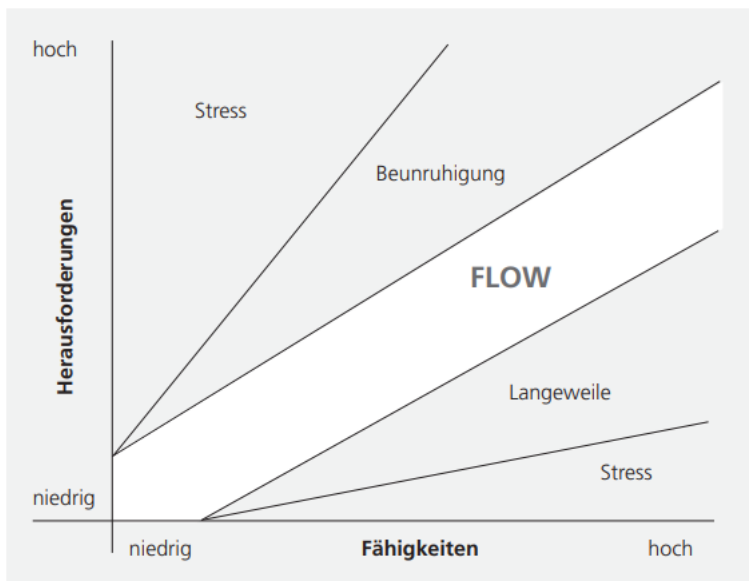 hoch
Stress
Beunruhigung
Herausforderungen
FLOW
Langeweile
Stress
niedrig
niedrig
Fähigkeiten
hoch